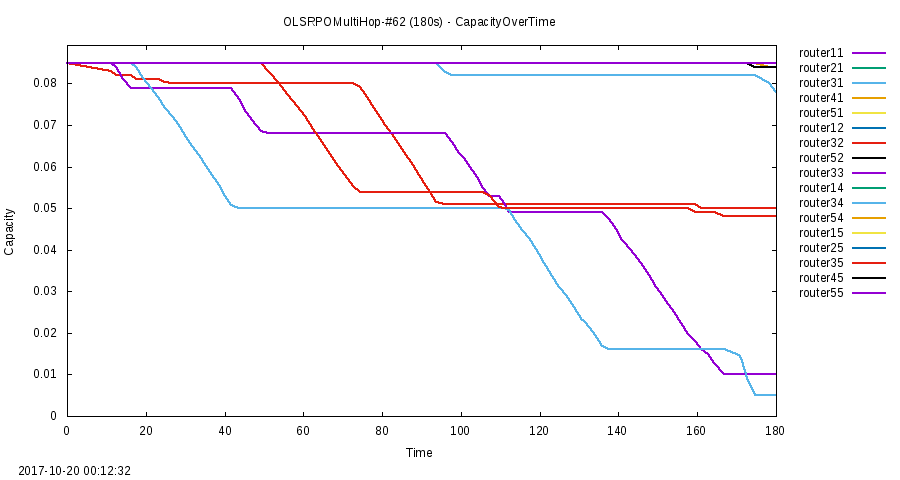 OLSRPOMultiHop-#62 (180s) - CapacityOverTime
router11
router21
router31
router41
router51
router12
router32
router52
router33
router14
router34
router54
router15
router25
router35
router45
router55
Capacity
0.08
0.07
0.06
0.05
0.04
0.03
0.02
0.01
0
0 20 40 60 80 100 120 140 160 180
Time
2017-10-20 00:12:32